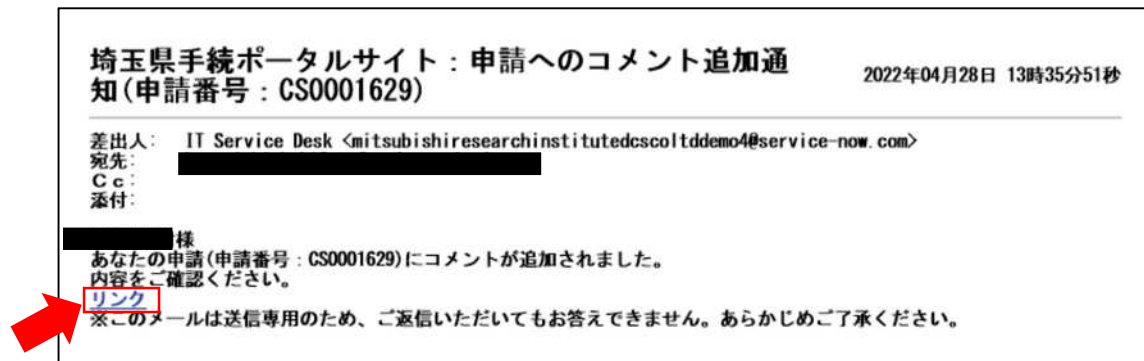 埼玉県手続ポータルサイト：申請へのコメント追加通
知(申請番号：CS0001629)
2022年04月28日 13時35分51秒
差出人： IT Service Desk <mitsubishiresearchinstitutedcscoltddemo4@service-now.com>
宛先：
Ｃｃ：
添付：
様
あなたの申請(申請番号：CS0001629)にコメントが追加されました。
内容をご確認ください。
リンク
※このメールは送信専用のため、ご返信いただいてもお答えできません。あらかじめご了承ください。